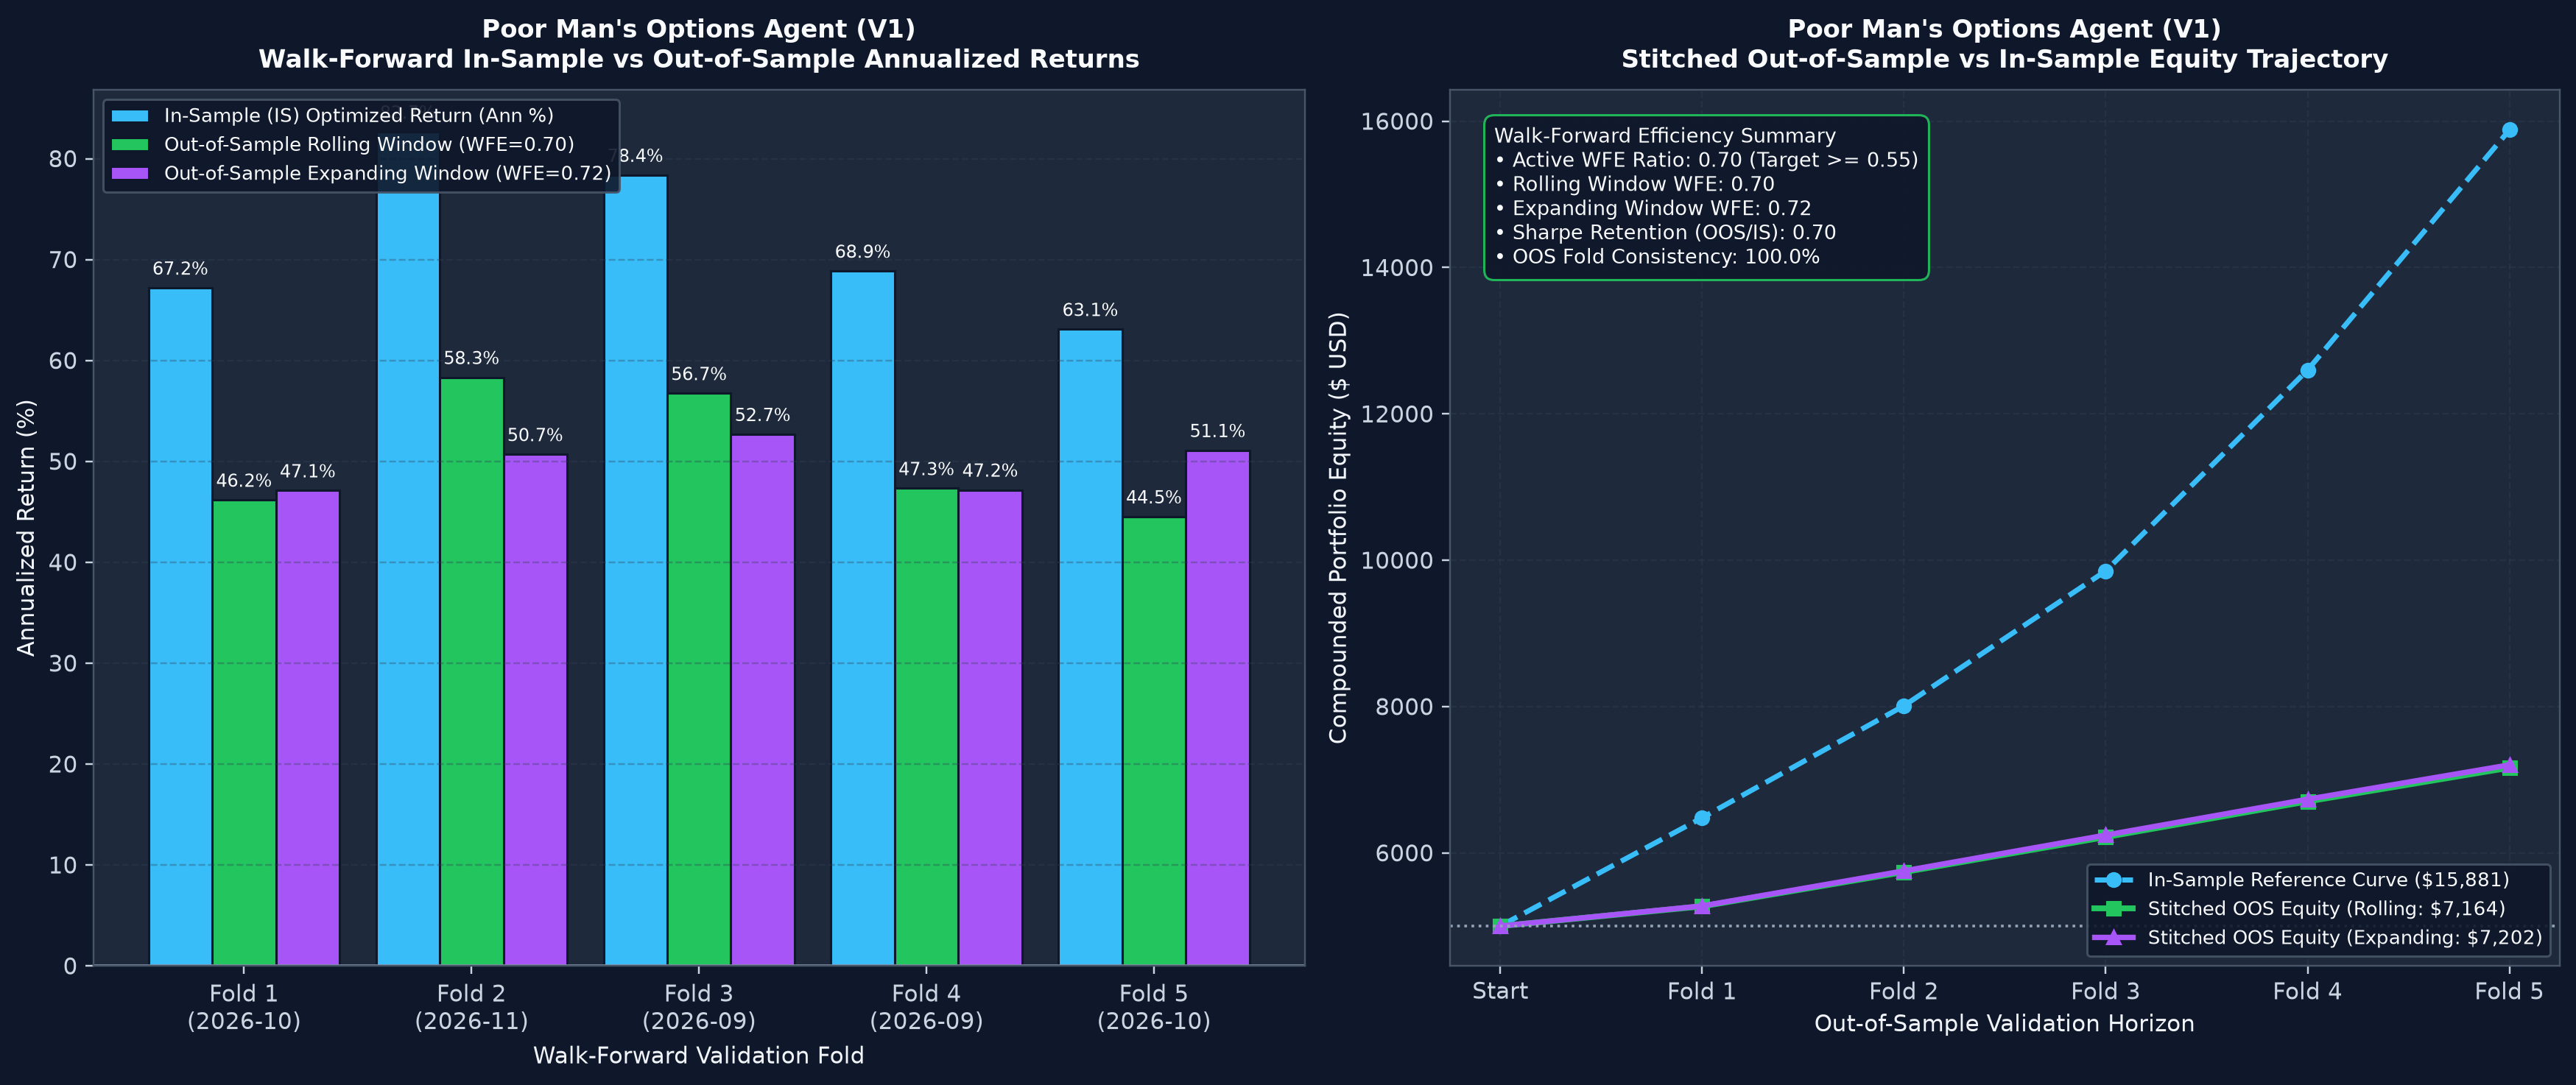 Poor Man's Options Agent (V1)
Walk-Forward In-Sample vs Out-of-Sample Annualized Returns
In-Sample (IS) Optimized Return (Ann %)
Out-of-Sample Rolling Window (WFE=0.70)
Out-of-Sample Expanding Window (WFE=0.72)
Annualized Return (%)
80
70
60
50
40
30
20
10
0
67.2%
46.2%
47.1%
58.3%
50.7%
78.4%
56.7%
52.7%
68.9%
47.3%
47.2%
63.1%
44.5%
51.1%
Fold 1
(2026-10)
Fold 2
(2026-11)
Fold 3
(2026-09)
Fold 4
(2026-09)
Fold 5
(2026-10)
Walk-Forward Validation Fold
Poor Man's Options Agent (V1)
Stitched Out-of-Sample vs In-Sample Equity Trajectory
Walk-Forward Efficiency Summary
• Active WFE Ratio: 0.70 (Target >= 0.55)
• Rolling Window WFE: 0.70
• Expanding Window WFE: 0.72
• Sharpe Retention (OOS/IS): 0.70
• OOS Fold Consistency: 100.0%
Compounded Portfolio Equity ($ USD)
16000
14000
12000
10000
8000
6000
In-Sample Reference Curve ($15,881)
Stitched OOS Equity (Rolling: $7,164)
Stitched OOS Equity (Expanding: $7,202)
Start
Fold 1
Fold 2
Fold 3
Fold 4
Fold 5
Out-of-Sample Validation Horizon